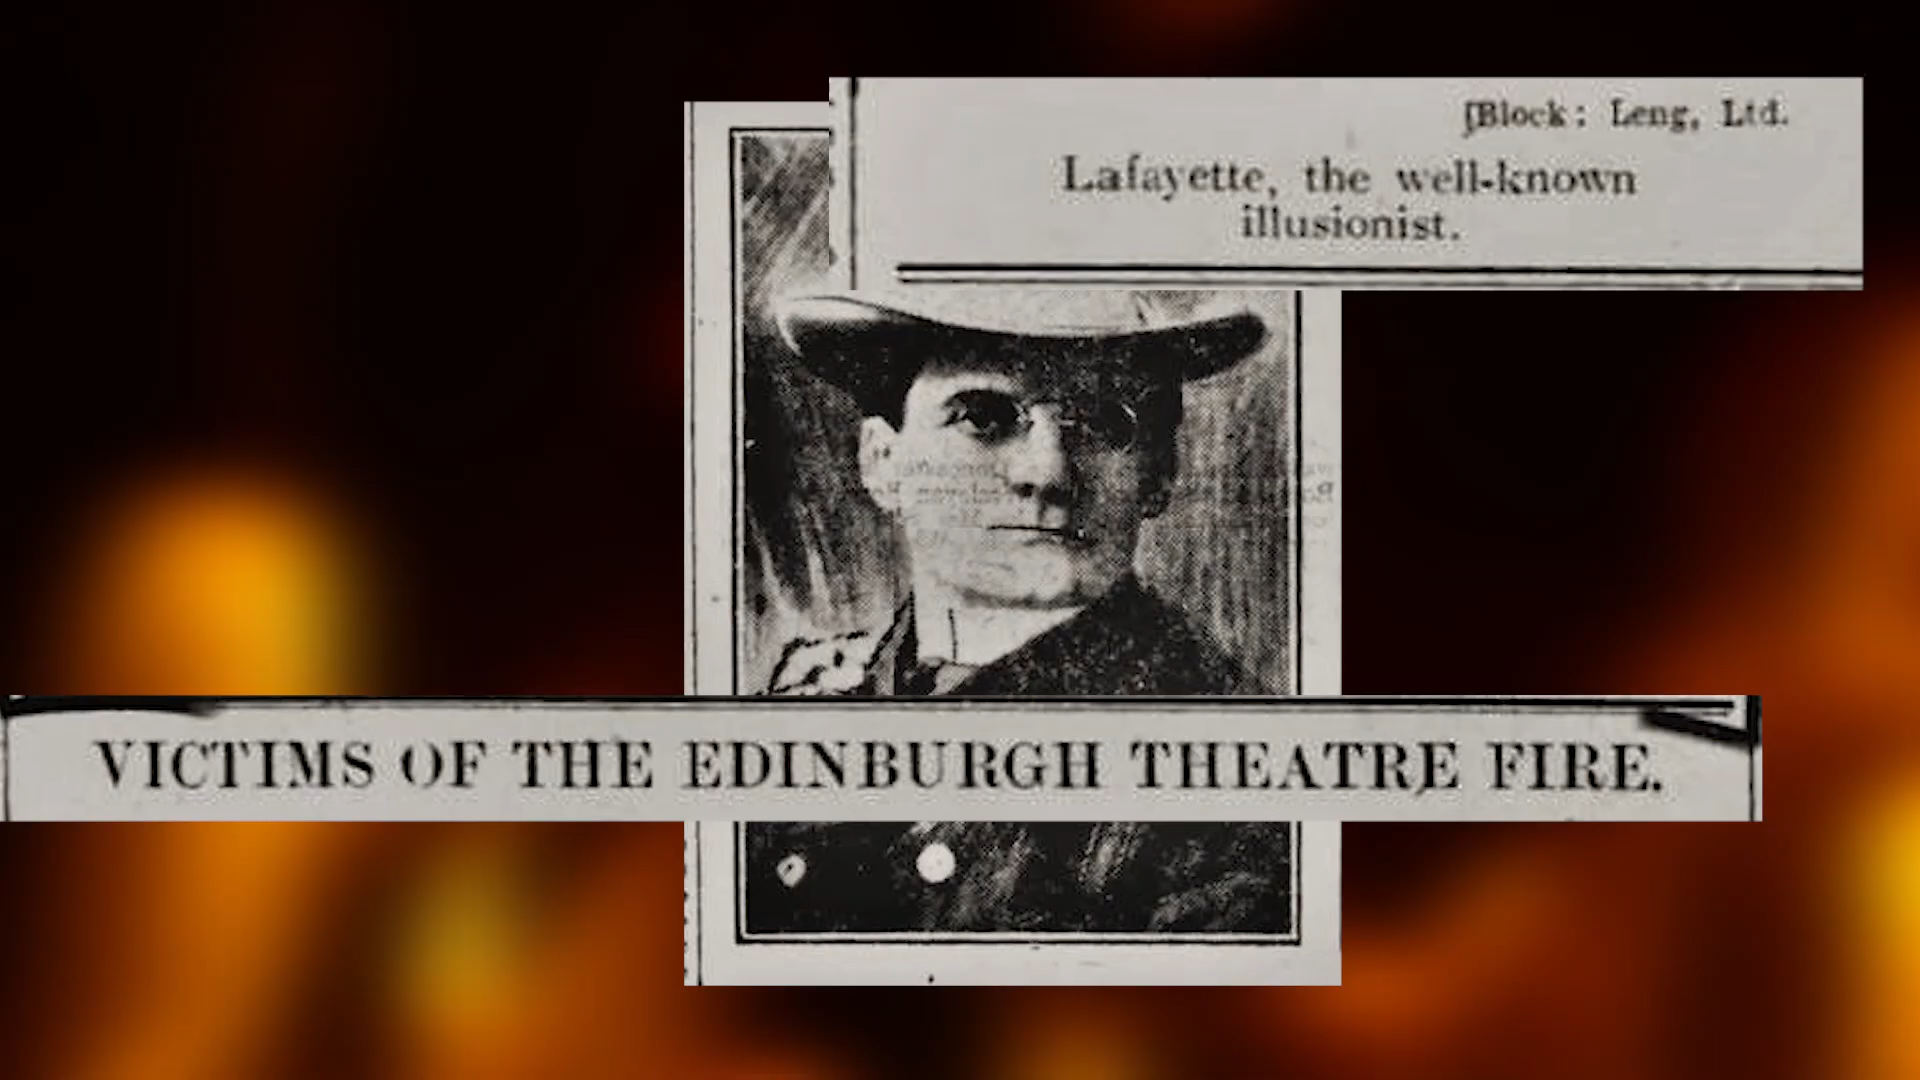 [Block: Leng, Ltd.
Lafayette, the well-known
illusionist.
VICTIMS OF THE EDINBURGH THEATRE FIRE.